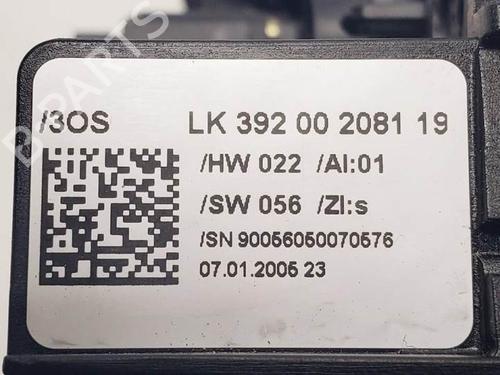 /3OS LK 392 00 2081 19
/HW 022 /AI:01
/SW 056 /ZI:s
/SN 90056050070576
07.01.2005 23
B-PARTS